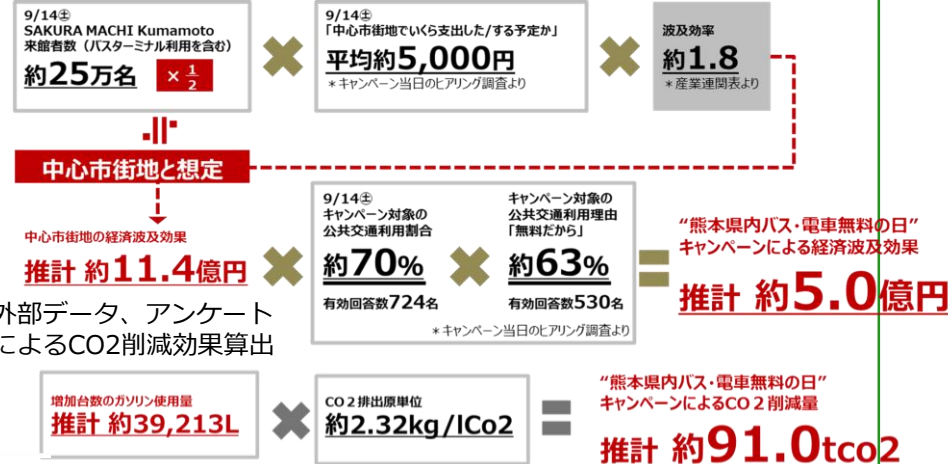 9/14㊏
SAKURA MACHI Kumamoto
来館者数（バスターミナル利用を含む）
約25万名
× 1/2
9/14㊏
「中心市街地でいくら支出した/する予定か」
平均約5,000円
＊キャンペーン当日のヒアリング調査より
波及効率
約1.8
＊産業連関表より
中心市街地と想定
中心市街地の経済波及効果
推計 約11.4億円
9/14㊏
キャンペーン対象の
公共交通利用割合
約70%
有効回答数724名
キャンペーン対象の
公共交通利用理由
「無料だから」
約63%
有効回答数530名
＊キャンペーン当日のヒアリング調査より
“熊本県内バス・電車無料の日”
キャンペーンによる経済波及効果
推計 約5.0億円
外部データ、アンケート
によるCO2削減効果算出
増加台数のガソリン使用量
推計 約39,213L
CO２排出原単位
約2.32kg/lCo2
“熊本県内バス・電車無料の日”
キャンペーンによるCO２削減量
推計 約91.0tco2